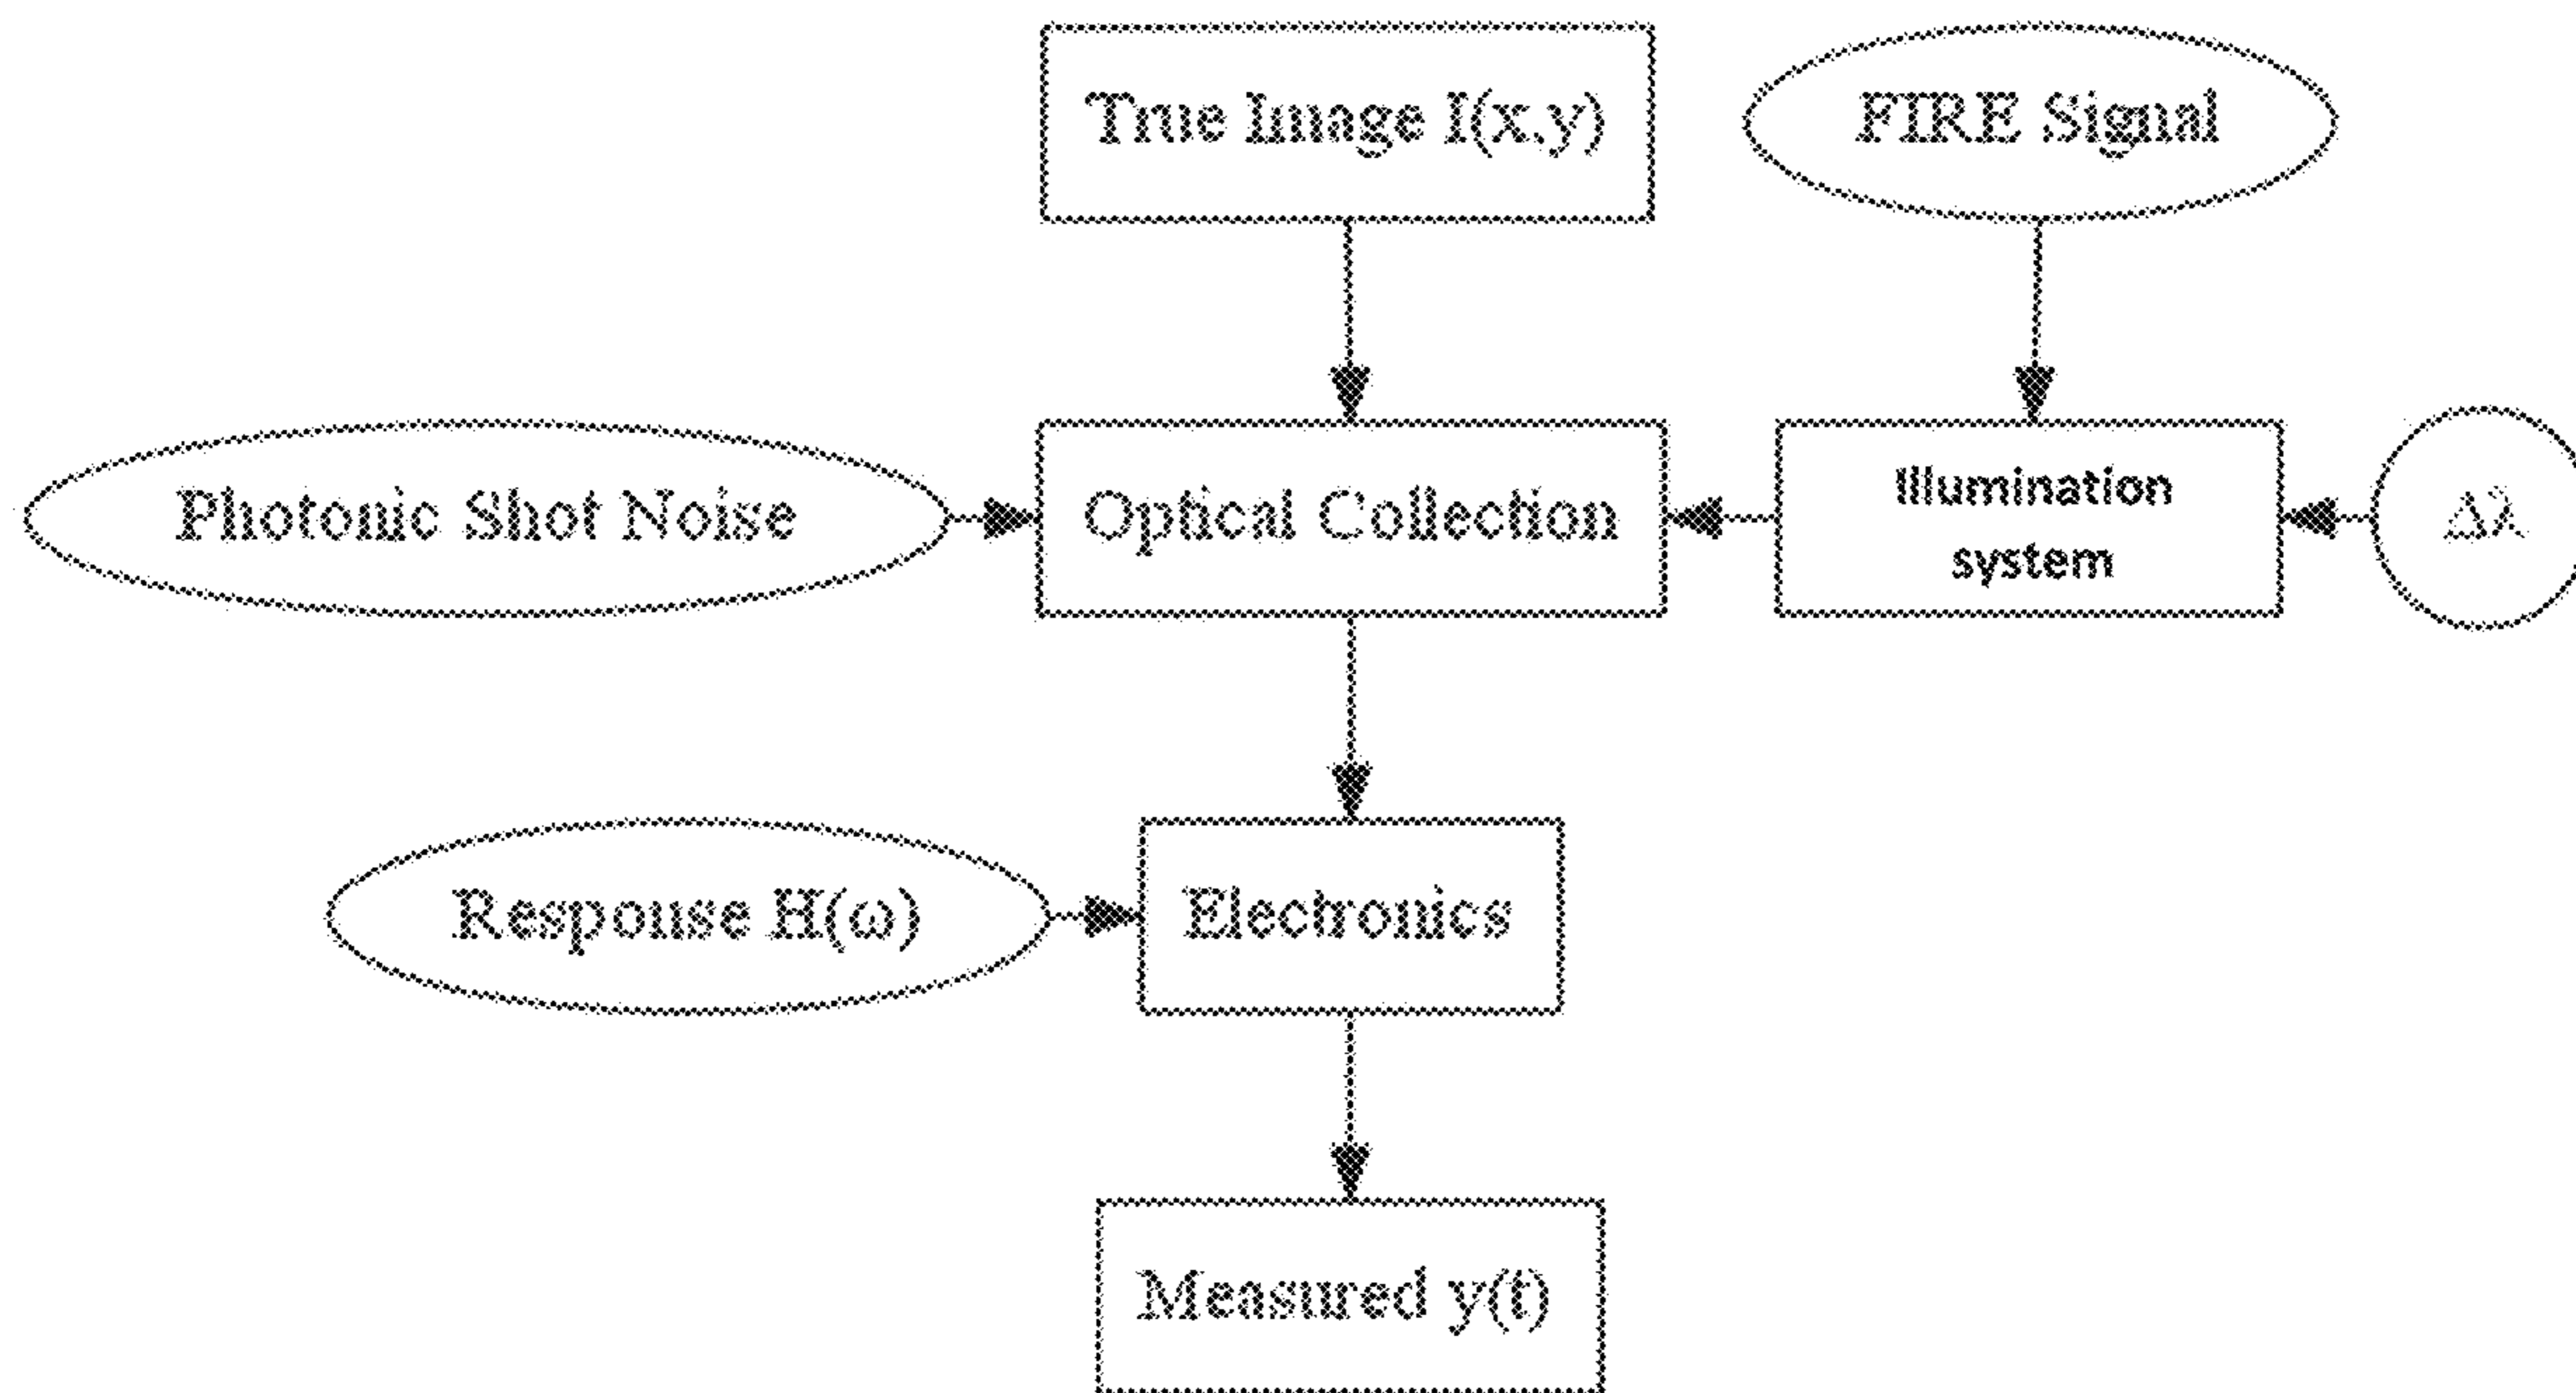 True Image I(x,y)
FIRE Signal
Photonic Shot Noise
Optical Collection
Illumination
system
Δλ
Response H(ω)
Electronics
Measured y(t)